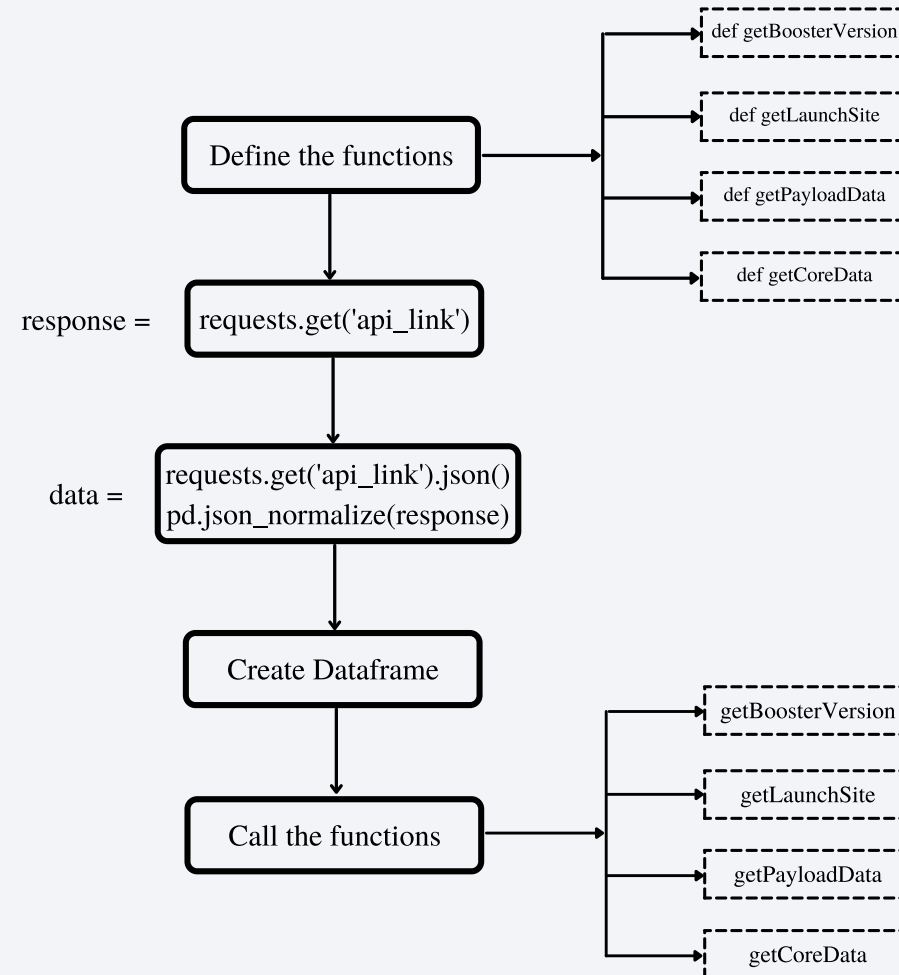 def getBoosterVersion
def getLaunchSite
Define the functions
def getPayloadData
def getCoreData
response =
requests.get('api_link')
data =
requests.get('api_link').json()
pd.json_normalize(response)
Create Dataframe
getBoosterVersion
getLaunchSite
Call the functions
getPayloadData
getCoreData